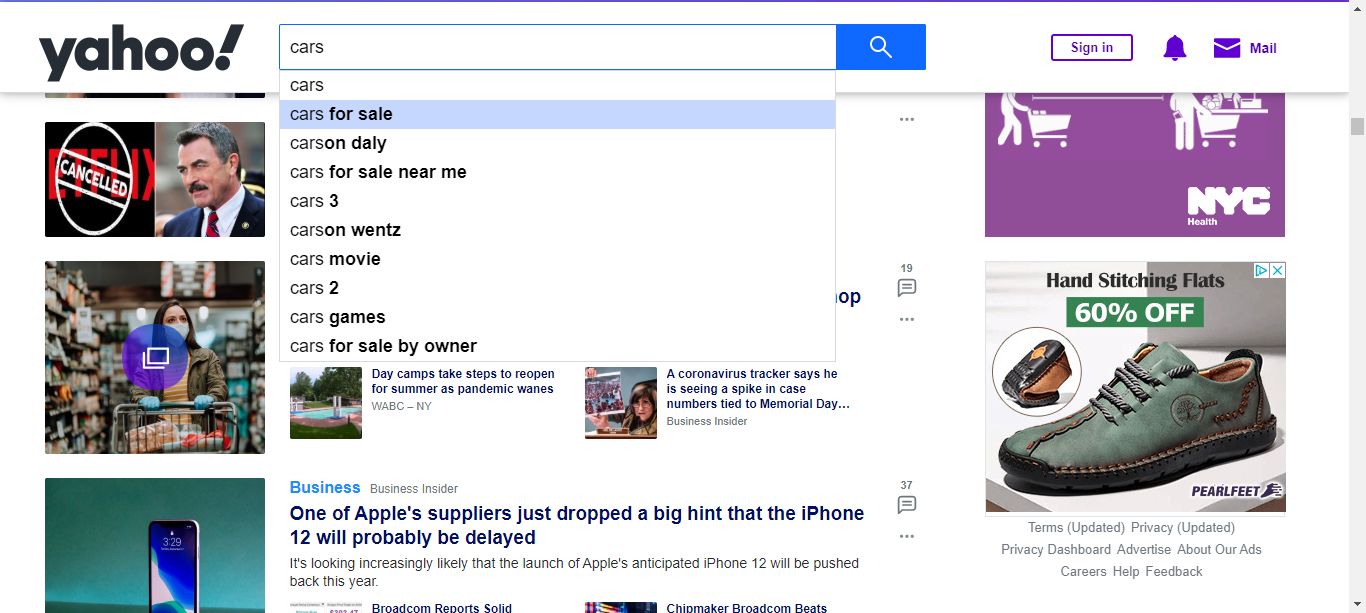 yahoo!
cars
Sign in
Mail
cars
cars for sale
carson daly
cars for sale near me
cars 3
carson wentz
cars movie
cars 2
cars games
cars for sale by owner
CANCELLED
NYC
Health
19
hop
Day camps take steps to reopen
for summer as pandemic wanes
WABC – NY
A coronavirus tracker says he
is seeing a spike in case
numbers tied to Memorial Day…
Business Insider
Hand Stitching Flats
60% OFF
PEARLFEET
Business Business Insider
37
One of Apple's suppliers just dropped a big hint that the iPhone
12 will probably be delayed
It's looking increasingly likely that the launch of Apple's anticipated iPhone 12 will be pushed
back this year.
3:29
Broadcom Reports Solid
Chipmaker Broadcom Beats
Terms (Updated) Privacy (Updated)
Privacy Dashboard Advertise About Our Ads
Careers Help Feedback